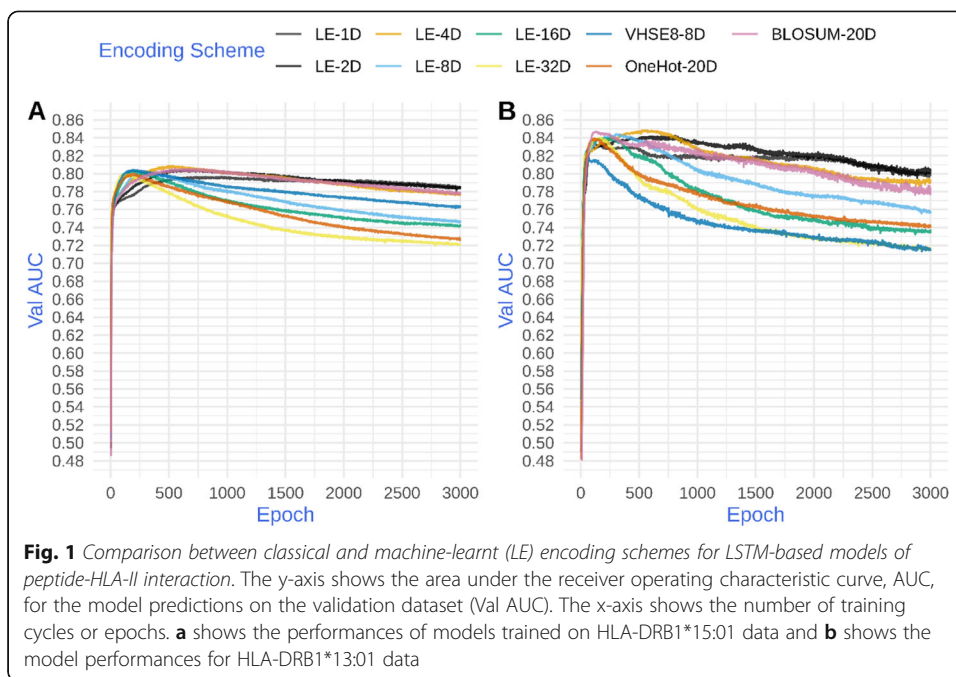 Encoding Scheme
LE-1D LE-4D LE-16D VHSE8-8D BLOSUM-20D
LE-2D LE-8D LE-32D OneHot-20D
A
Val AUC
0.86
0.84
0.82
0.80
0.78
0.76
0.74
0.72
0.70
0.68
0.66
0.64
0.62
0.60
0.58
0.56
0.54
0.52
0.50
0.48
0 500 1000 1500 2000 2500 3000
Epoch
B
Val AUC
0.86
0.84
0.82
0.80
0.78
0.76
0.74
0.72
0.70
0.68
0.66
0.64
0.62
0.60
0.58
0.56
0.54
0.52
0.50
0.48
0 500 1000 1500 2000 2500 3000
Epoch
Fig. 1 Comparison between classical and machine-learnt (LE) encoding schemes for LSTM-based models of
peptide-HLA-II interaction. The y-axis shows the area under the receiver operating characteristic curve, AUC,
for the model predictions on the validation dataset (Val AUC). The x-axis shows the number of training
cycles or epochs. a shows the performances of models trained on HLA-DRB1*15:01 data and b shows the
model performances for HLA-DRB1*13:01 data